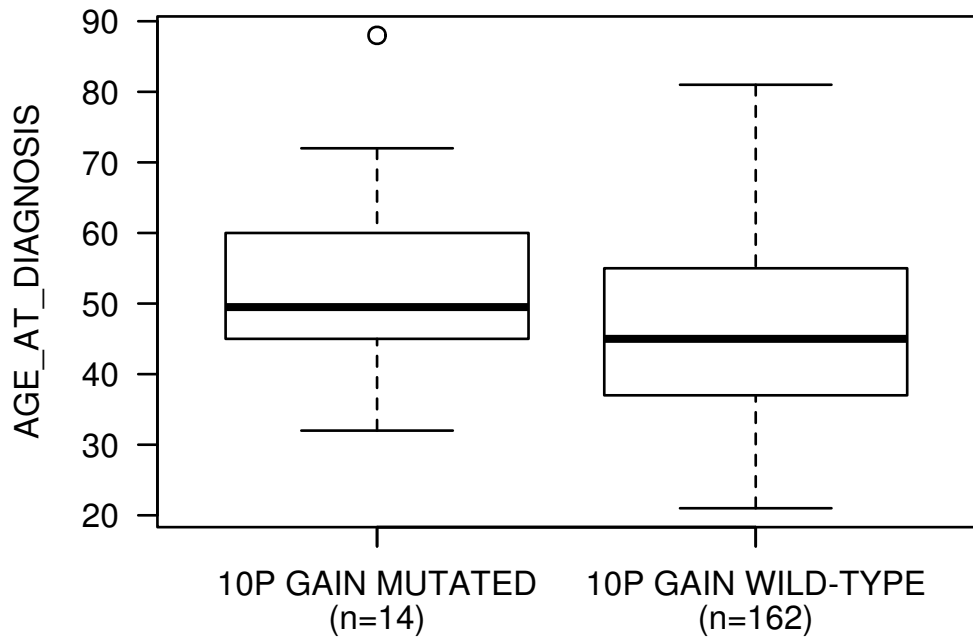 AGE_AT_DIAGNOSIS
90
80
70
60
50
40
30
20
10P GAIN MUTATED
(n=14)
10P GAIN WILD-TYPE
(n=162)